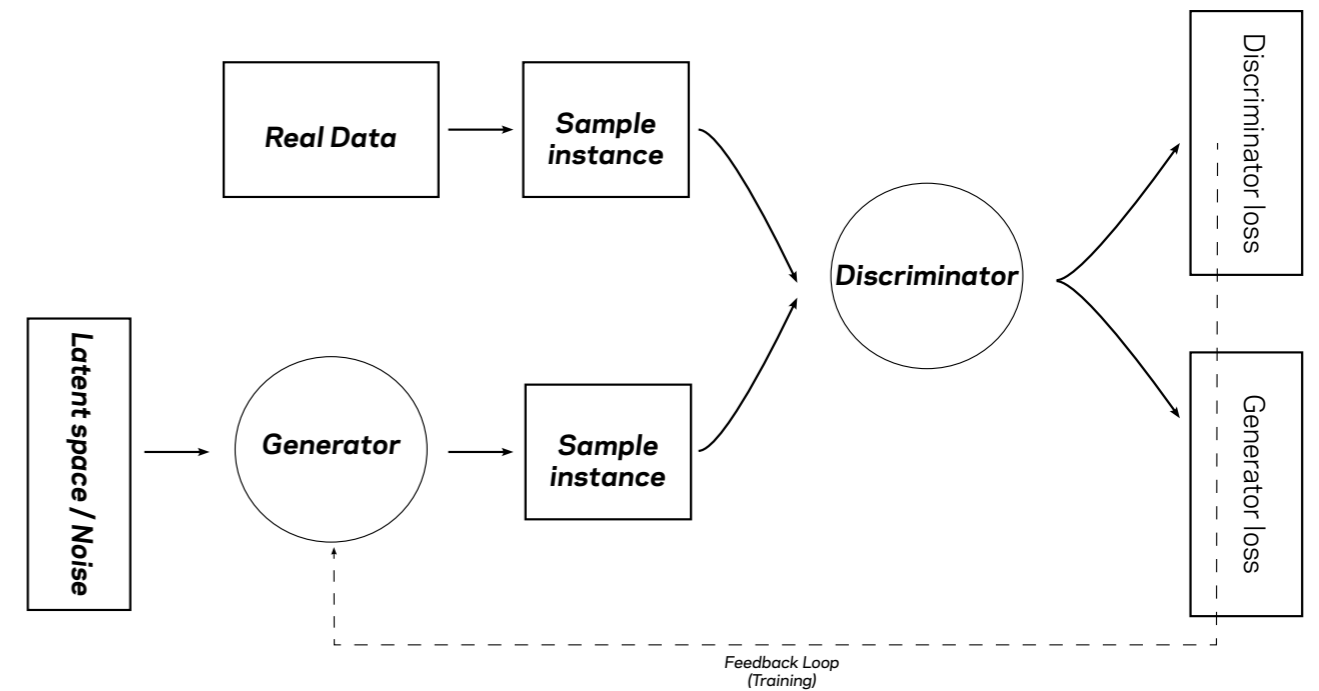 Real Data
Sample
instance
Discriminator loss
Discriminator
Latent space / Noise
Generator
Sample
instance
Generator loss
Feedback Loop
(Training)